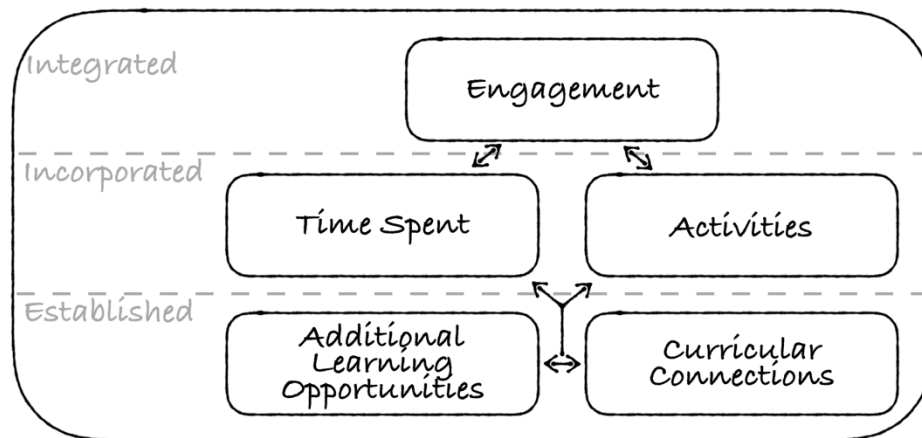 Integrated
Engagement
Incorporated
Time Spent
Activities
Established
Additional
Learning
Opportunities
Curricular
Connections